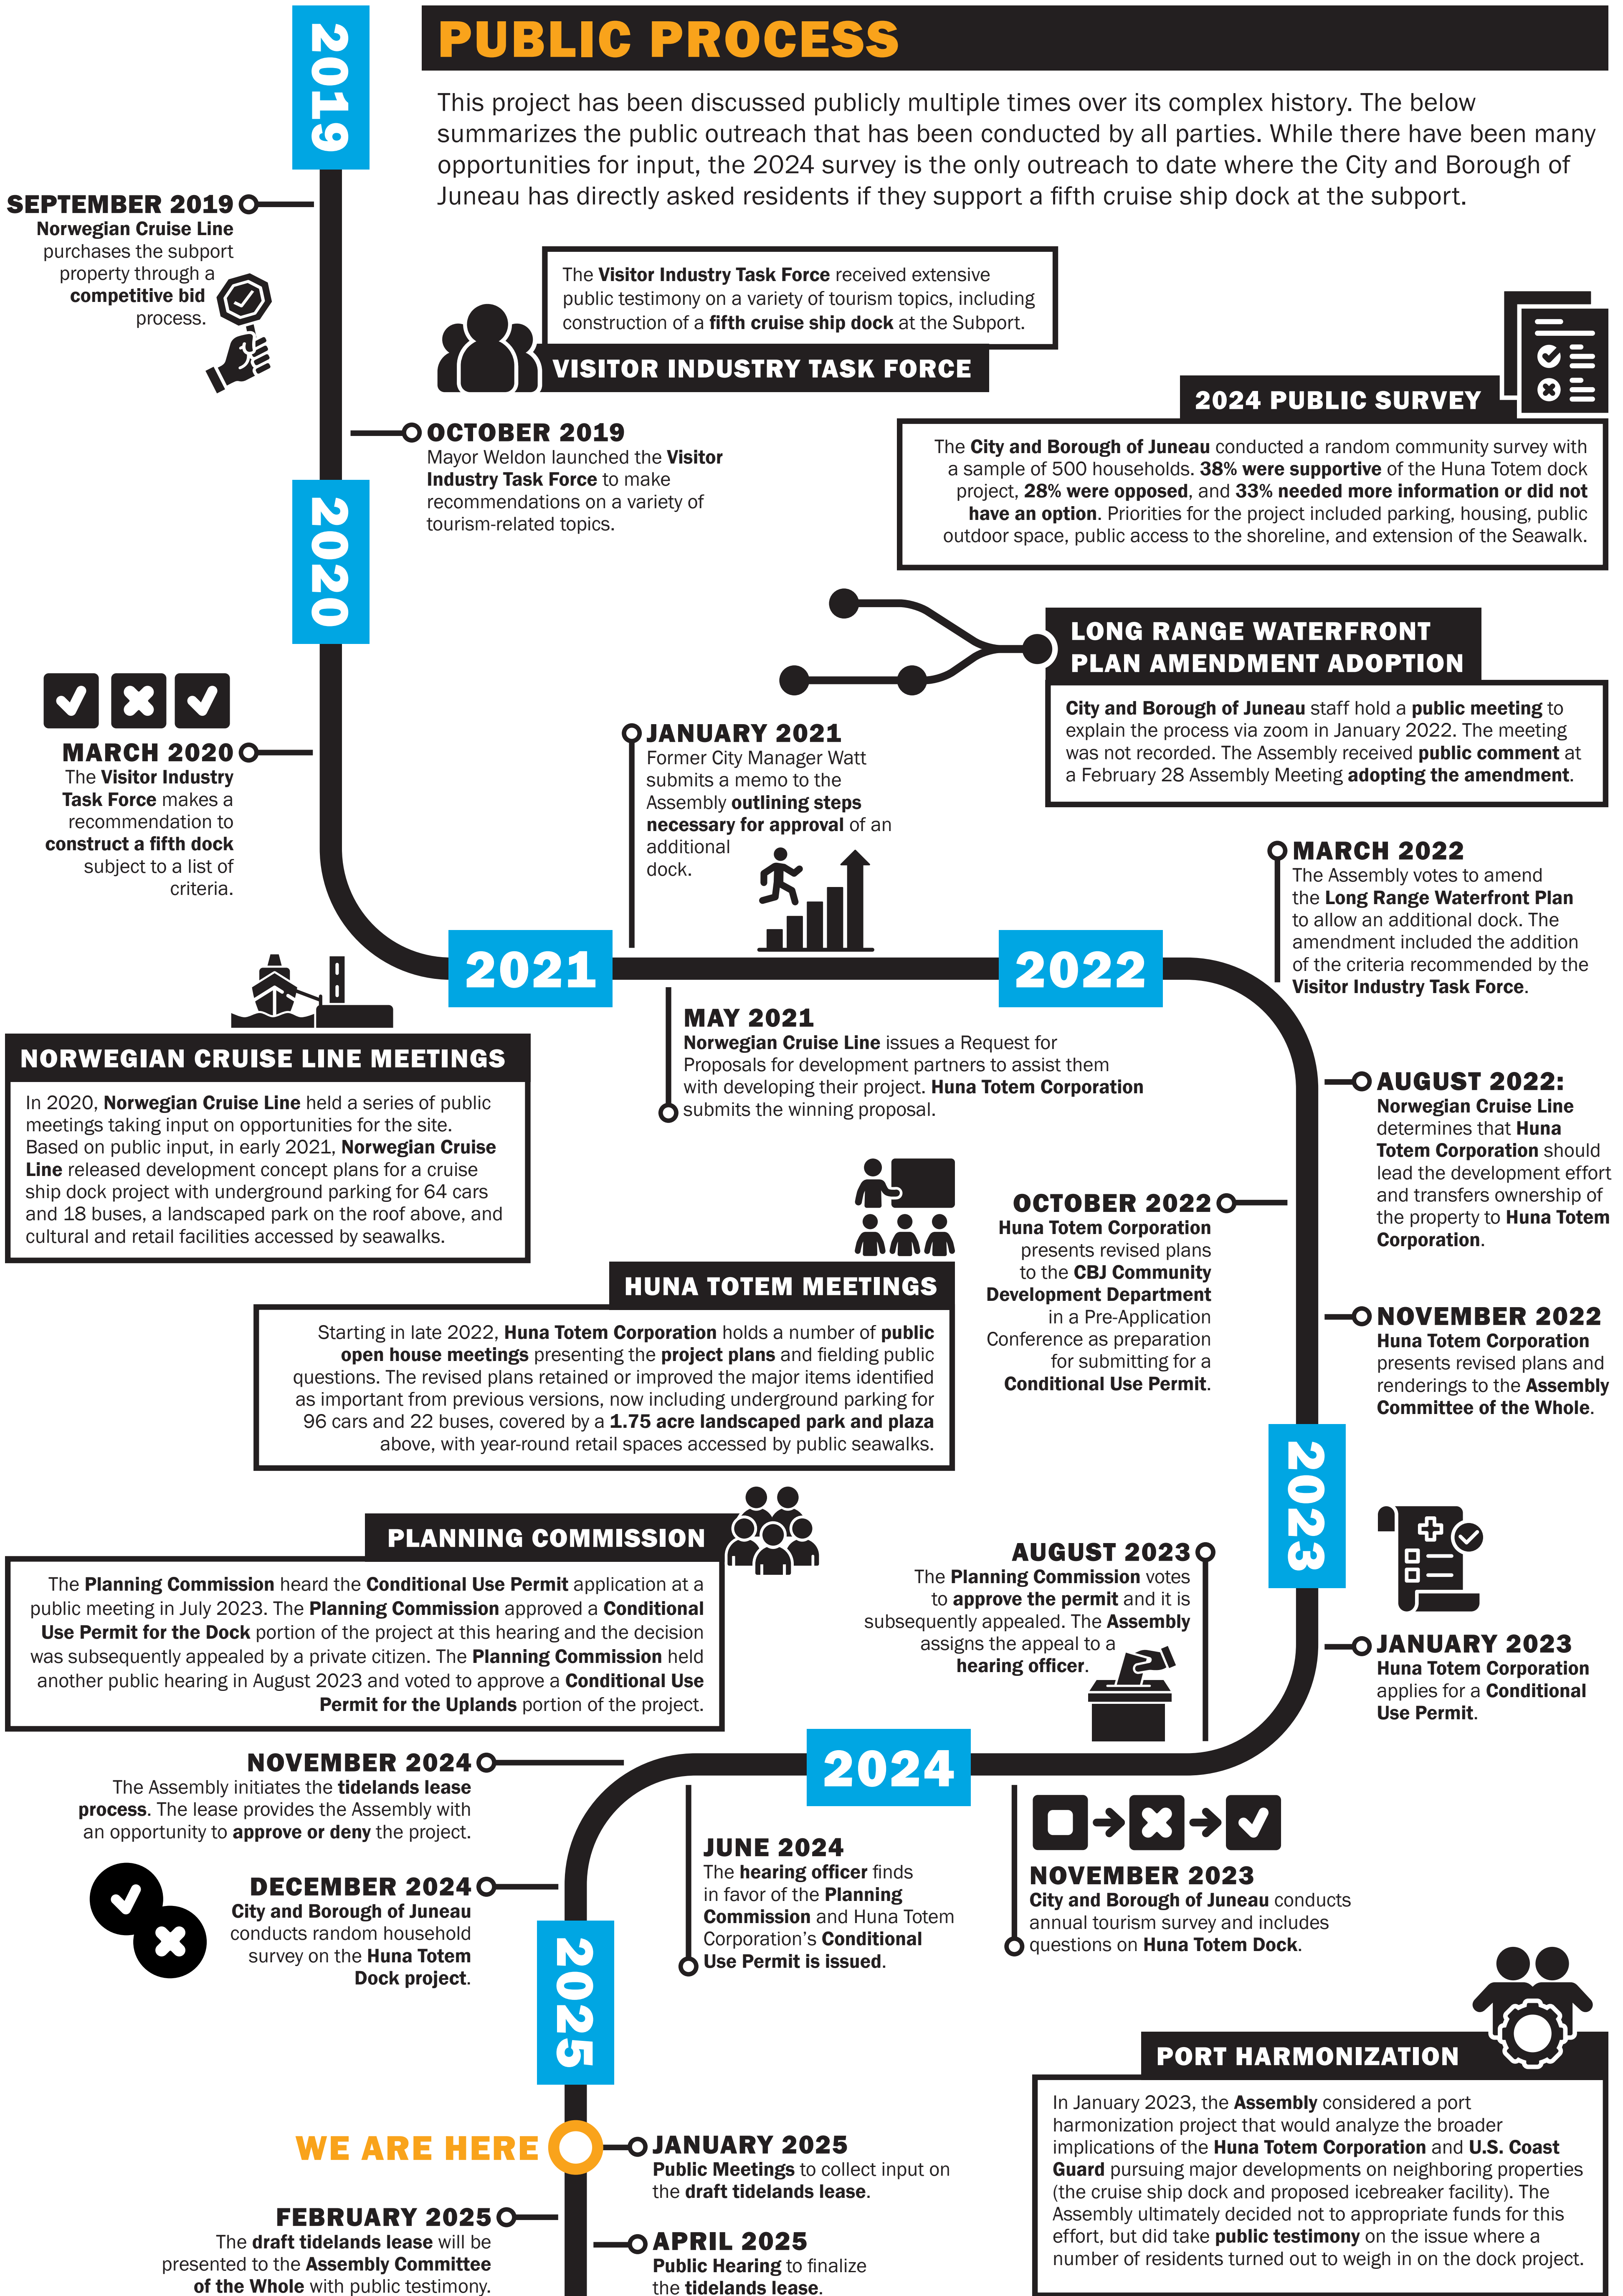 PUBLIC PROCESS
This project has been discussed publicly multiple times over its complex history. The below
summarizes the public outreach that has been conducted by all parties. While there have been many
opportunities for input, the 2024 survey is the only outreach to date where the City and Borough of
Juneau has directly asked residents if they support a fifth cruise ship dock at the support.
2019
SEPTEMBER 2019
Norwegian Cruise Line
purchases the support
property through a
competitive bid
process.
The Visitor Industry Task Force received extensive
public testimony on a variety of tourism topics, including
construction of a fifth cruise ship dock at the Subport.
VISITOR INDUSTRY TASK FORCE
OCTOBER 2019
Mayor Weldon launched the Visitor
Industry Task Force to make
recommendations on a variety of
tourism-related topics.
2024 PUBLIC SURVEY
The City and Borough of Juneau conducted a random community survey with
a sample of 500 households. 38% were supportive of the Huna Totem dock
project, 28% were opposed, and 33% needed more information or did not
have an option. Priorities for the project included parking, housing, public
outdoor space, public access to the shoreline, and extension of the Seawalk.
2020
LONG RANGE WATERFRONT
PLAN AMENDMENT ADOPTION
City and Borough of Juneau staff hold a public meeting to
explain the process via zoom in January 2022. The meeting
was not recorded. The Assembly received public comment at
a February 28 Assembly Meeting adopting the amendment.
MARCH 2020
The Visitor Industry
Task Force makes a
recommendation to
construct a fifth dock
subject to a list of
criteria.
JANUARY 2021
Former City Manager Watt
submits a memo to the
Assembly outlining steps
necessary for approval of an
additional
dock.
MARCH 2022
The Assembly votes to amend
the Long Range Waterfront Plan
to allow an additional dock. The
amendment included the addition
of the criteria recommended by the
Visitor Industry Task Force.
2021
2022
NORWEGIAN CRUISE LINE MEETINGS
In 2020, Norwegian Cruise Line held a series of public
meetings taking input on opportunities for the site.
Based on public input, in early 2021, Norwegian Cruise
Line released development concept plans for a cruise
ship dock project with underground parking for 64 cars
and 18 buses, a landscaped park on the roof above, and
cultural and retail facilities accessed by seawalks.
MAY 2021
Norwegian Cruise Line issues a Request for
Proposals for development partners to assist them
with developing their project. Huna Totem Corporation
submits the winning proposal.
AUGUST 2022:
Norwegian Cruise Line
determines that Huna
Totem Corporation should
lead the development effort
and transfers ownership of
the property to Huna Totem
Corporation.
OCTOBER 2022
Huna Totem Corporation
presents revised plans
to the CBJ Community
Development Department
in a Pre-Application
Conference as preparation
for submitting for a
Conditional Use Permit.
HUNA TOTEM MEETINGS
Starting in late 2022, Huna Totem Corporation holds a number of public
open house meetings presenting the project plans and fielding public
questions. The revised plans retained or improved the major items identified
as important from previous versions, now including underground parking for
96 cars and 22 buses, covered by a 1.75 acre landscaped park and plaza
above, with year-round retail spaces accessed by public seawalks.
NOVEMBER 2022
Huna Totem Corporation
presents revised plans and
renderings to the Assembly
Committee of the Whole.
2023
PLANNING COMMISSION
The Planning Commission heard the Conditional Use Permit application at a
public meeting in July 2023. The Planning Commission approved a Conditional
Use Permit for the Dock portion of the project at this hearing and the decision
was subsequently appealed by a private citizen. The Planning Commission held
another public hearing in August 2023 and voted to approve a Conditional Use
Permit for the Uplands portion of the project.
AUGUST 2023
The Planning Commission votes
to approve the permit and it is
subsequently appealed. The Assembly
assigns the appeal to a
hearing officer.
JANUARY 2023
Huna Totem Corporation
applies for a Conditional
Use Permit.
2024
NOVEMBER 2024
The Assembly initiates the tidelands lease
process. The lease provides the Assembly with
an opportunity to approve or deny the project.
JUNE 2024
The hearing officer finds
in favor of the Planning
Commission and Huna Totem
Corporation's Conditional
Use Permit is issued.
NOVEMBER 2023
City and Borough of Juneau conducts
annual tourism survey and includes
questions on Huna Totem Dock.
DECEMBER 2024
City and Borough of Juneau
conducts random household
survey on the Huna Totem
Dock project.
2025
PORT HARMONIZATION
In January 2023, the Assembly considered a port
harmonization project that would analyze the broader
implications of the Huna Totem Corporation and U.S. Coast
Guard pursuing major developments on neighboring properties
(the cruise ship dock and proposed icebreaker facility). The
Assembly ultimately decided not to appropriate funds for this
effort, but did take public testimony on the issue where a
number of residents turned out to weigh in on the dock project.
WE ARE HERE
JANUARY 2025
Public Meetings to collect input on
the draft tidelands lease.
FEBRUARY 2025
The draft tidelands lease will be
presented to the Assembly Committee
of the Whole with public testimony.
APRIL 2025
Public Hearing to finalize
the tidelands lease.